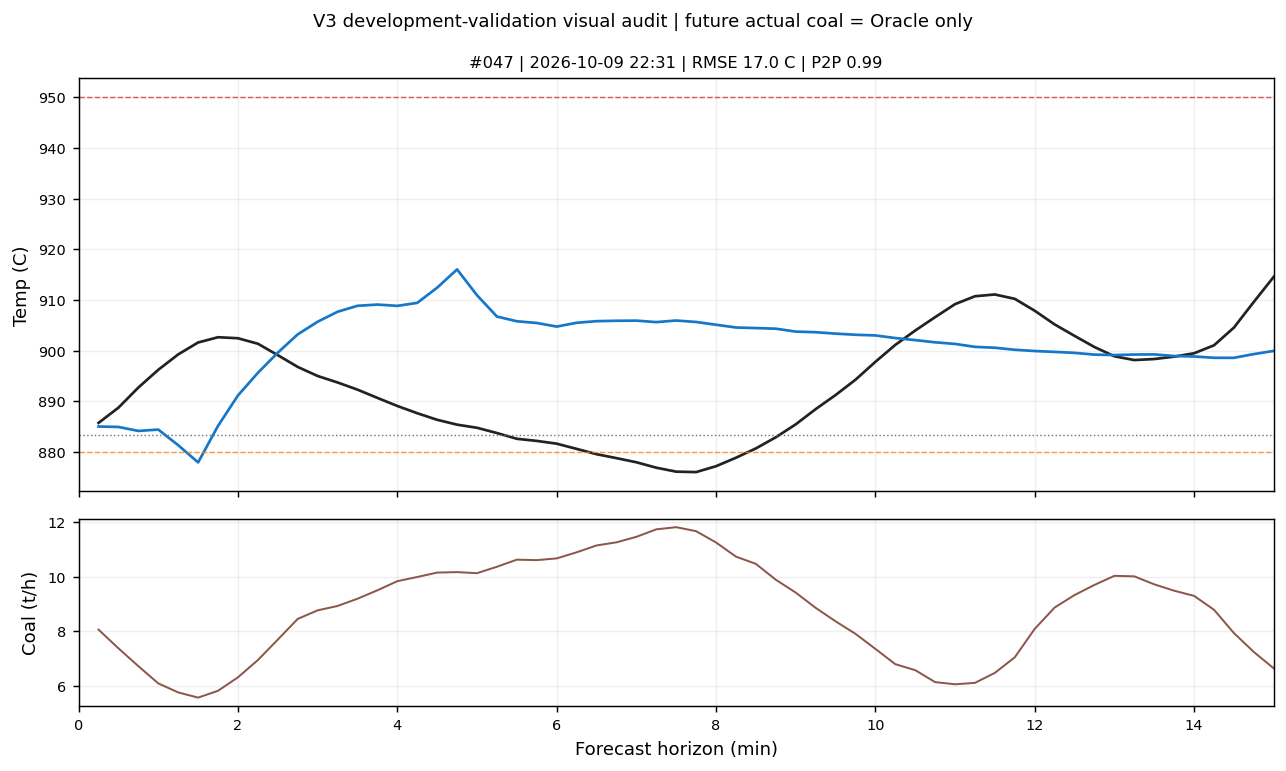 V3 development-validation visual audit | future actual coal = Oracle only
#047 | 2026-10-09 22:31 | RMSE 17.0 C | P2P 0.99
Temp (C)
950
940
930
920
910
900
890
880
Coal (t/h)
12
10
8
6
0 2 4 6 8 10 12 14
Forecast horizon (min)